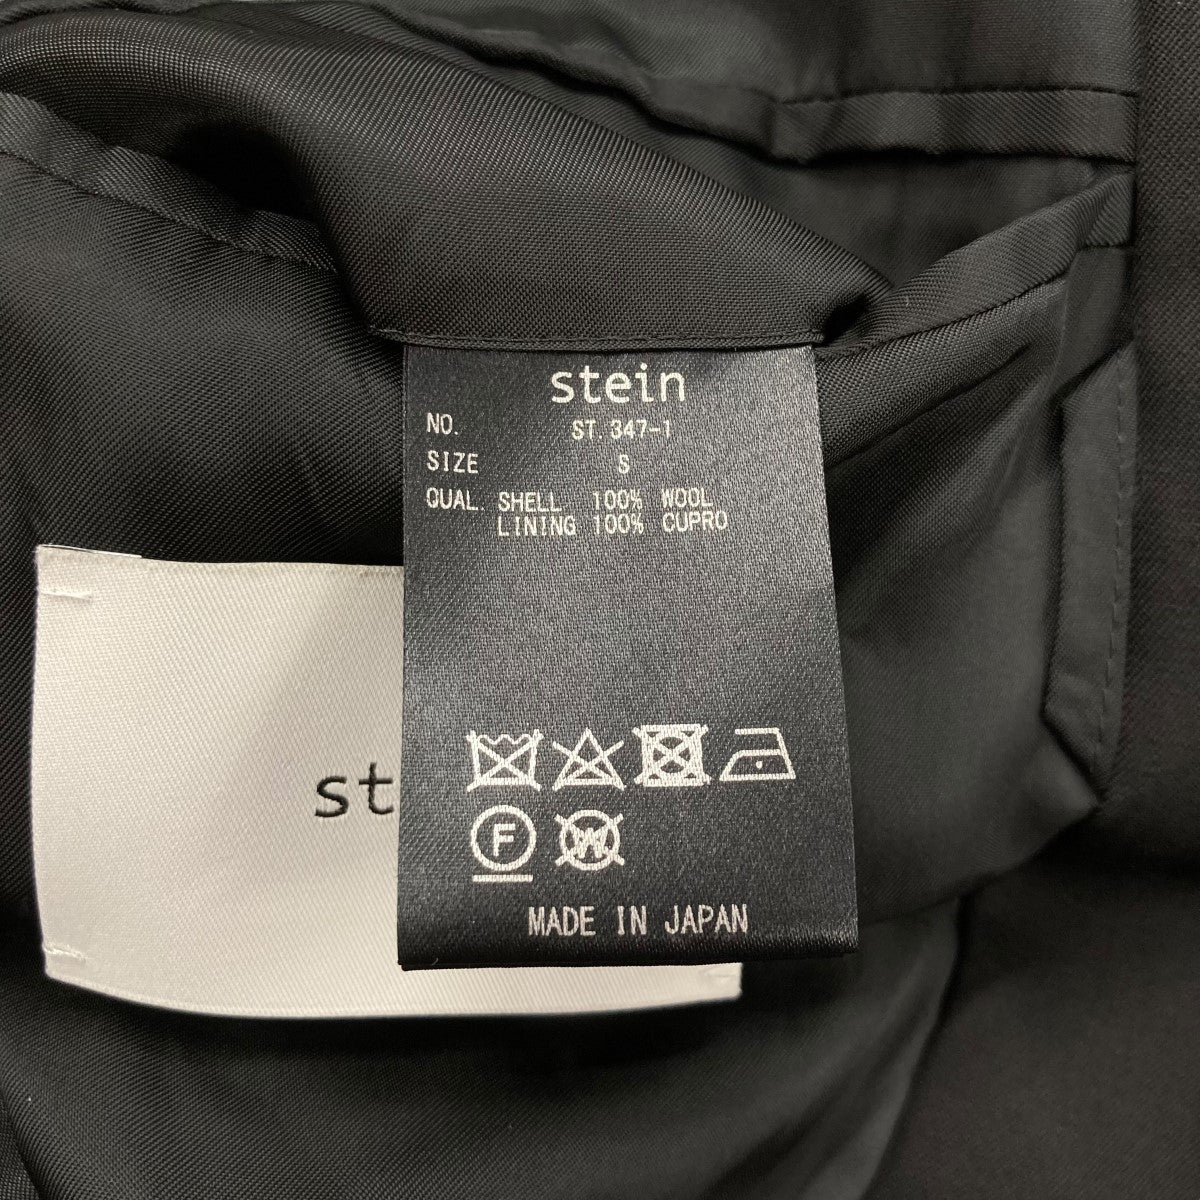 stein
NO. ST.347-1
SIZE S
QUAL. SHELL 100% WOOL
LINING 100% CUPRO
F W
MADE IN JAPAN
st